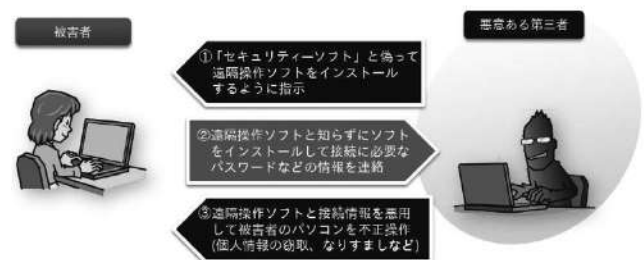 被害者
悪意ある第三者
①「セキュリティーソフト」と偽って
遠隔操作ソフトをインストール
するように指示
②遠隔操作ソフトと知らずにソフト
をインストールして接続に必要な
パスワードなどの情報を連絡
③遠隔操作ソフトと接続情報を悪用
して被害者のパソコンを不正操作
(個人情報の窃取、なりすましなど)